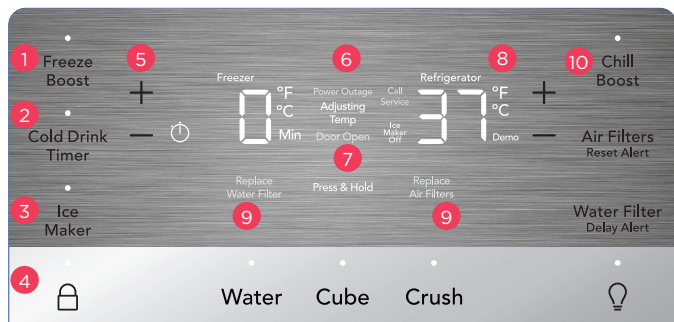 1
Freeze
Boost
2
Cold Drink
Timer
3
Ice
Maker
4
5
+
−
Freezer
0
°F
°C
Min
6
Power Outage
Adjusting
Temp
Door Open
7
Press & Hold
Call
Service
Ice
Maker
Off
Refrigerator
8
37
°F
°C
Demo
+
−
Replace
Water Filter
9
Replace
Air Filters
9
10
Chill
Boost
Air Filters
Reset Alert
Water Filter
Delay Alert
Water
Cube
Crush